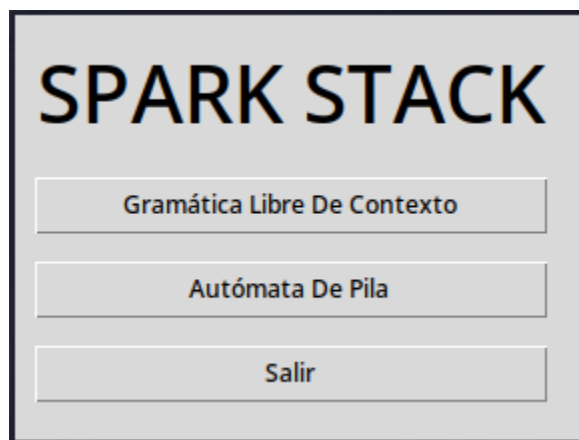 SPARK STACK
Gramática Libre De Contexto
Autómata De Pila
Salir